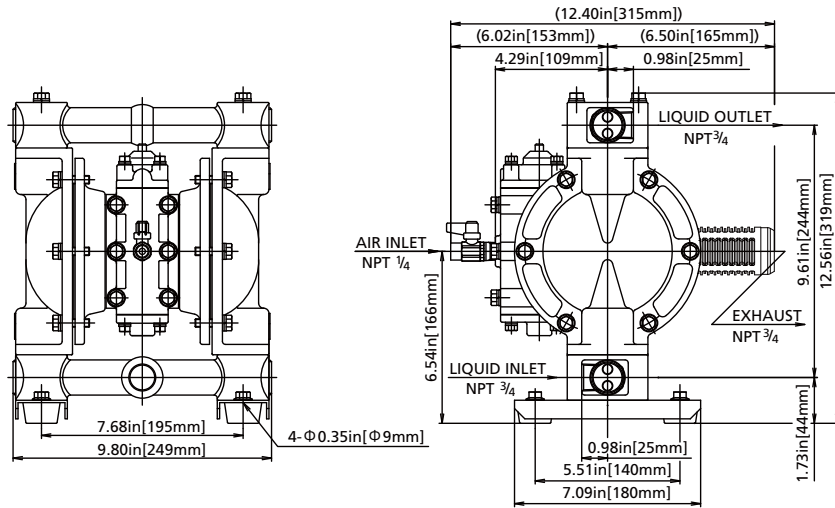 (12.40in[315mm])
(6.02in[153mm])
(6.50in[165mm])
4.29in[109mm]
0.98in[25mm]
LIQUID OUTLET
NPT 3/4
AIR INLET
NPT 1/4
6.54in[166mm]
9.61in[244mm]
12.56in[319mm]
EXHAUST
NPT 3/4
LIQUID INLET
NPT 3/4
7.68in[195mm]
9.80in[249mm]
4-Φ0.35in[Φ9mm]
0.98in[25mm]
5.51in[140mm]
7.09in[180mm]
1.73in[44mm]